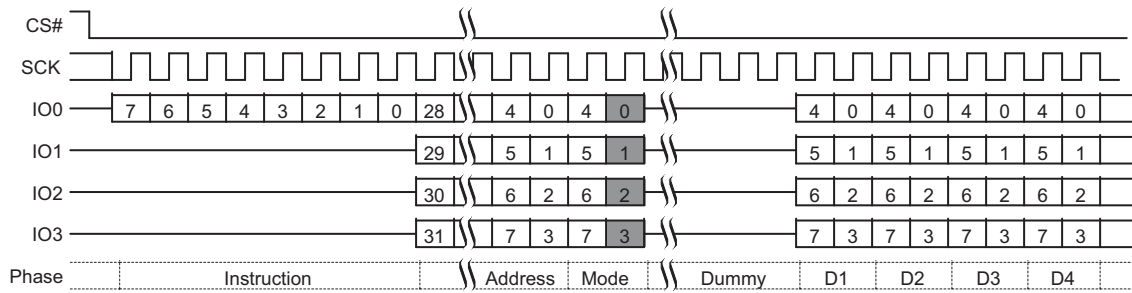 CS#
SCK
IO0 7 6 5 4 3 2 1 0 28 4 0 4 0 4 0 4 0 4 0 4 0
IO1 29 5 1 5 1 5 1 5 1 5 1 5 1
IO2 30 6 2 6 2 6 2 6 2 6 2 6 2
IO3 31 7 3 7 3 7 3 7 3 7 3 7 3
Phase Instruction Address Mode Dummy D1 D2 D3 D4